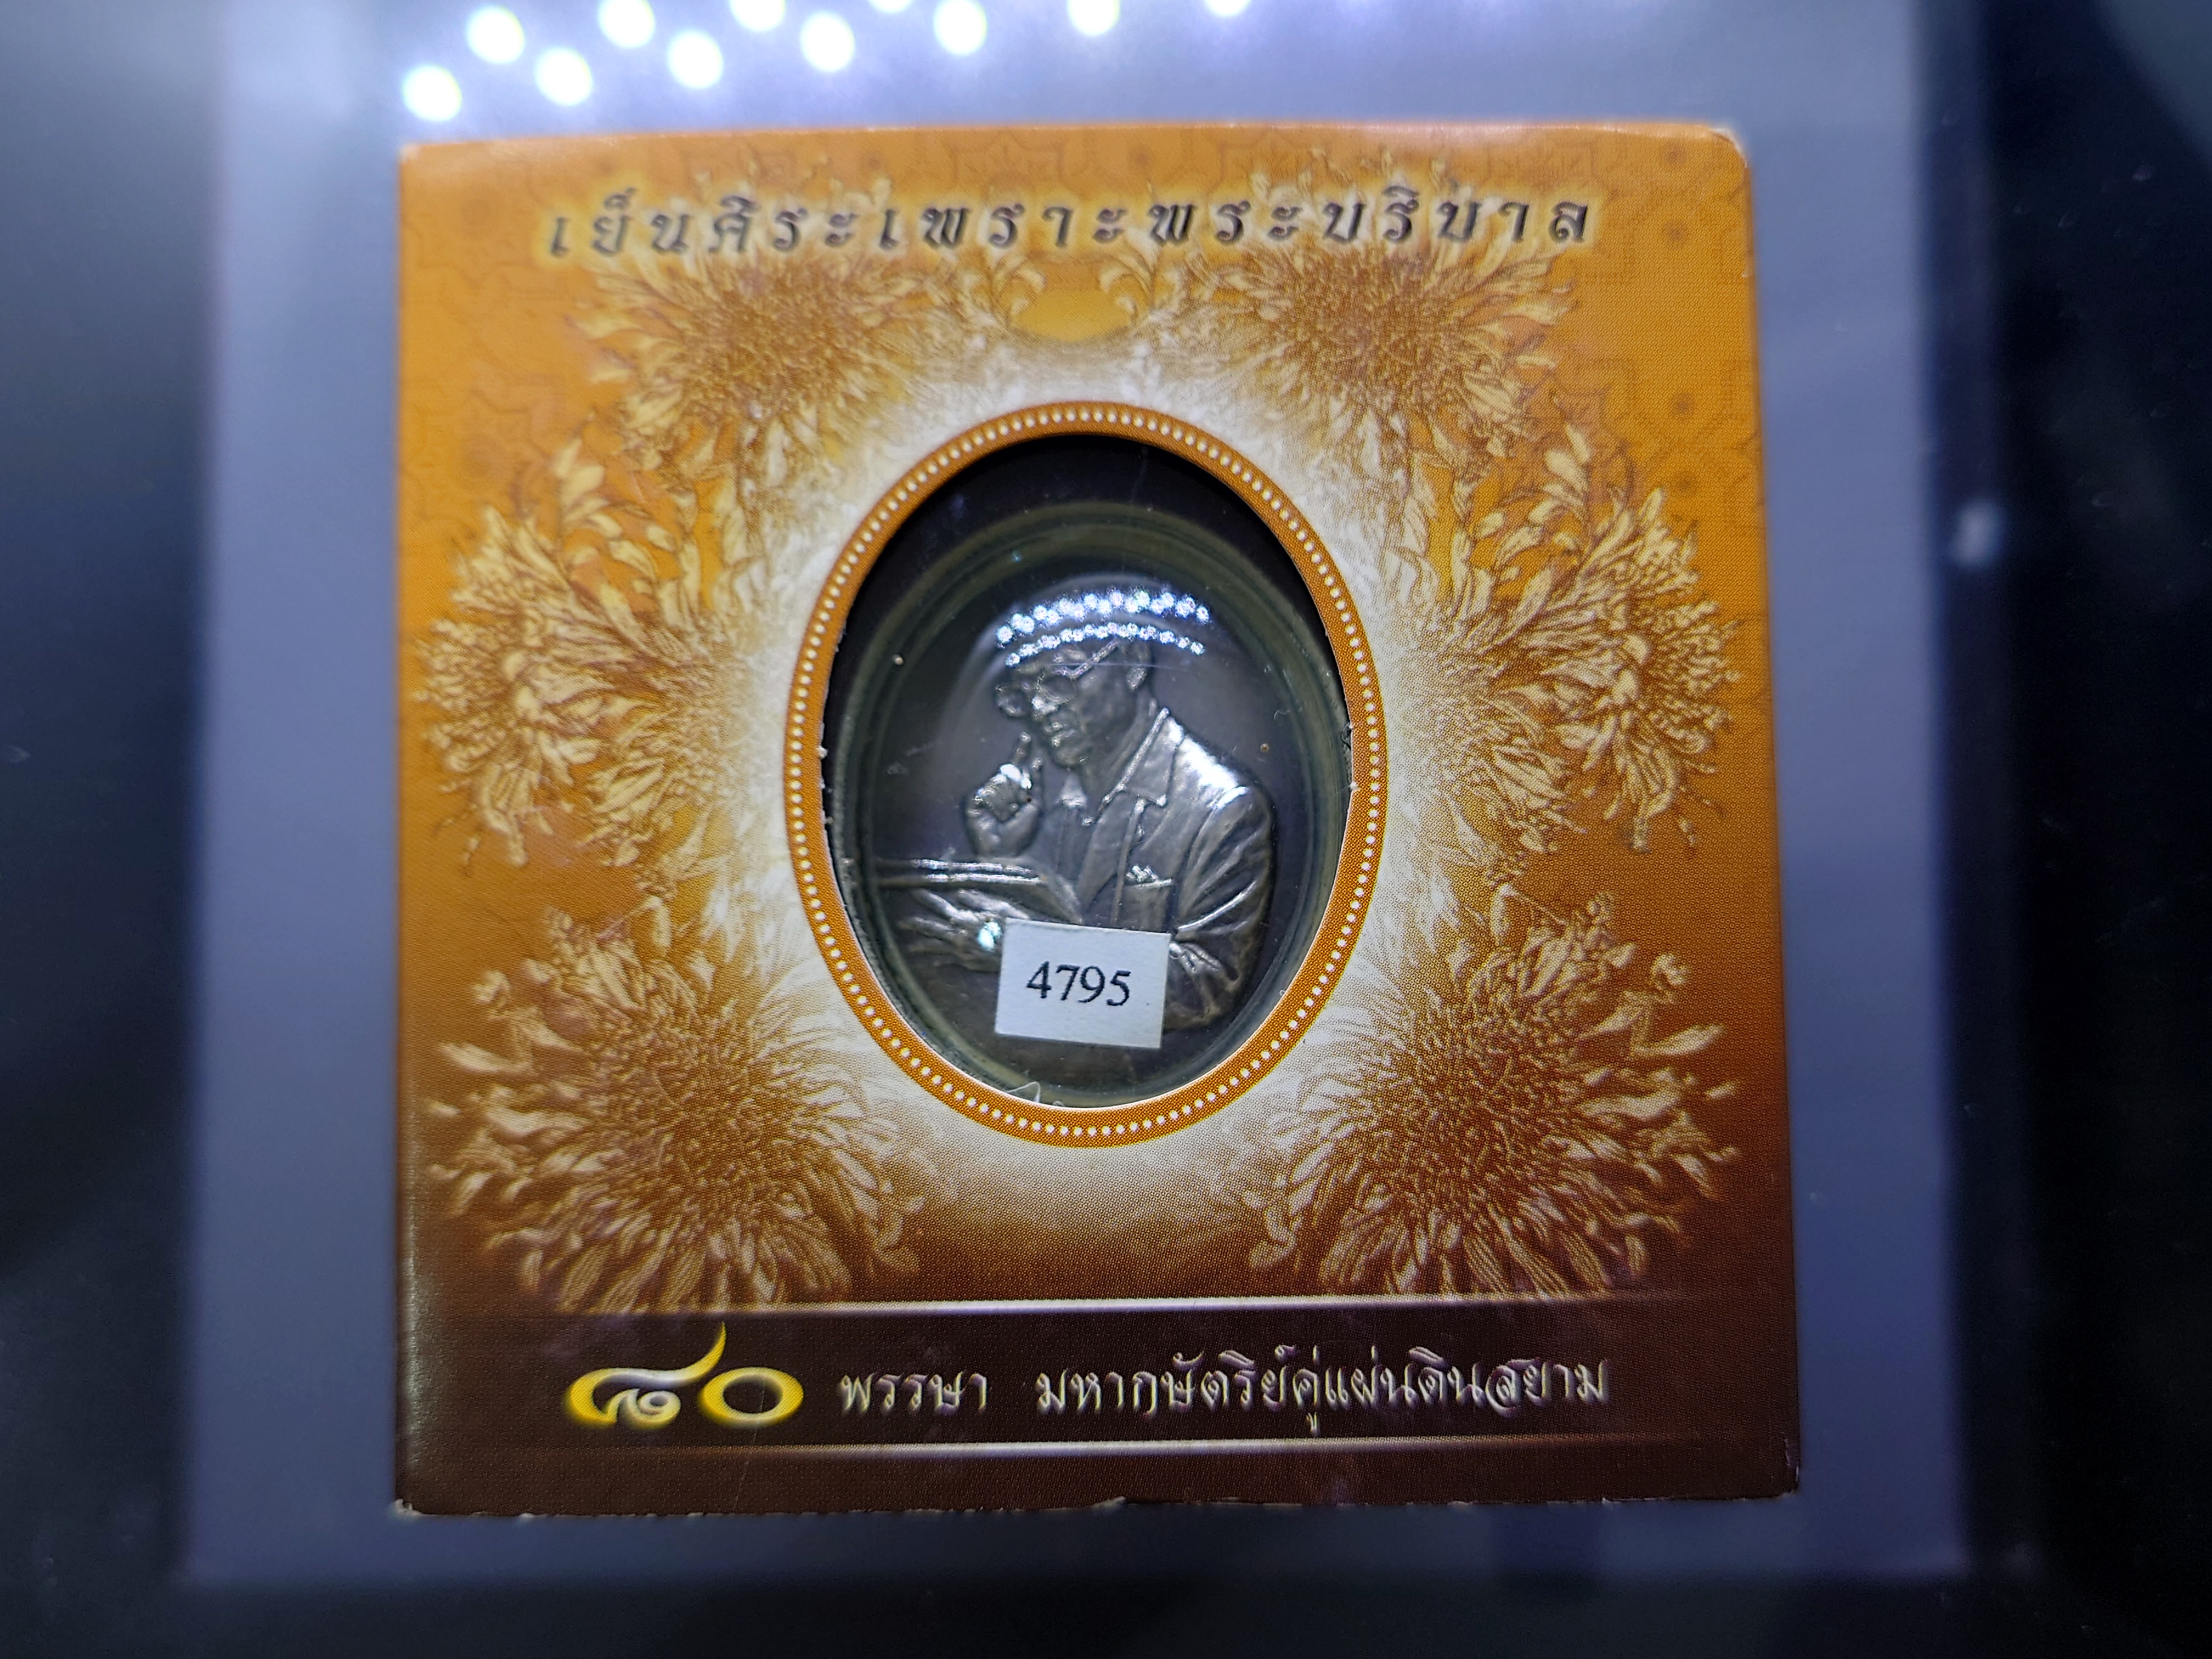 เย็นศิระเพราะพระบริบาล
4795
๘๐ พรรษา มหากษัตริย์คู่แผ่นดินสยาม